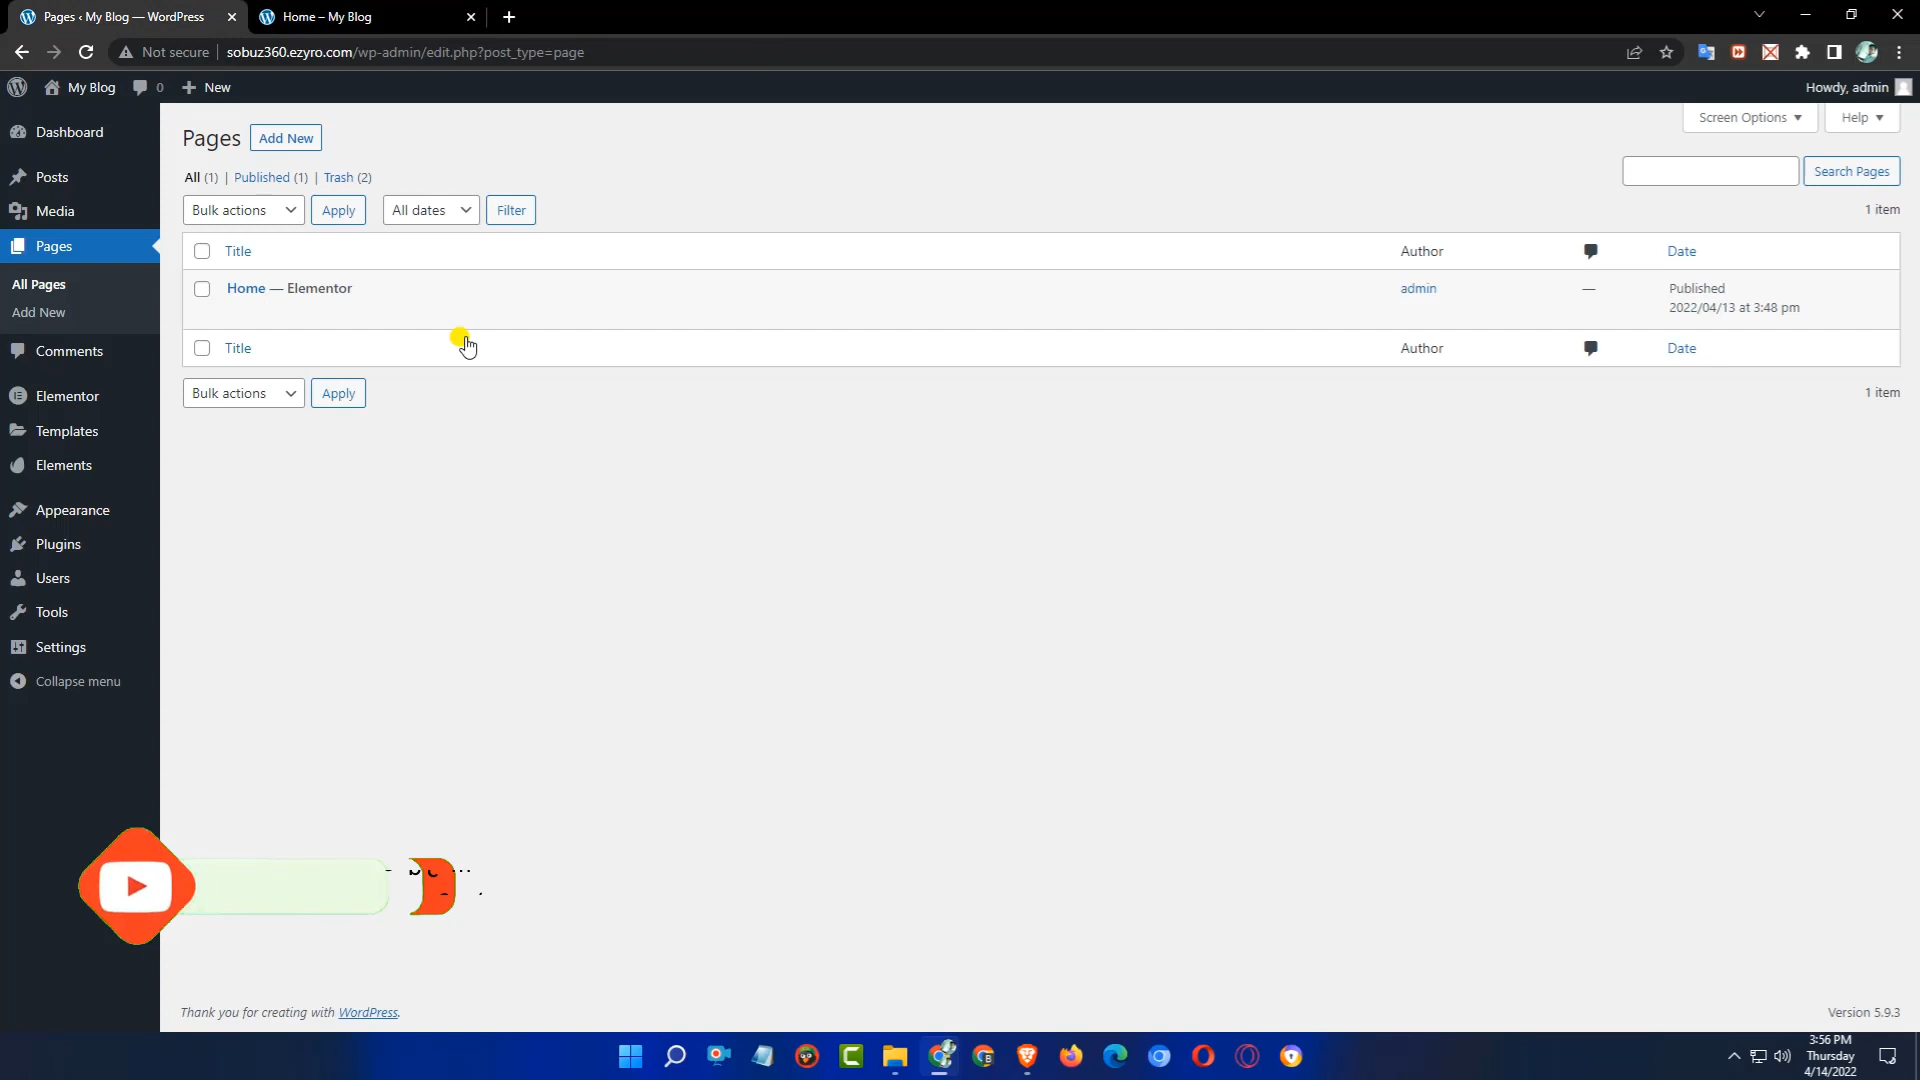 Pages ‹ My Blog — WordPress
Home – My Blog
Not secure
sobuz360.ezyro.com/wp-admin/edit.php?post_type=page
My Blog
0
New
Howdy, admin
Dashboard
Posts
Media
Pages
All Pages
Add New
Comments
Elementor
Templates
Elements
Appearance
Plugins
Users
Tools
Settings
Collapse menu
Pages
Add New
Screen Options
Help
All (1) | Published (1) | Trash (2)
Search Pages
Bulk actions
Apply
All dates
Filter
1 item
Title
Author
Date
Home — Elementor
admin
—
Published
2022/04/13 at 3:48 pm
Title
Author
Date
Bulk actions
Apply
1 item
Thank you for creating with WordPress.
Version 5.9.3
3:56 PM
Thursday
4/14/2022